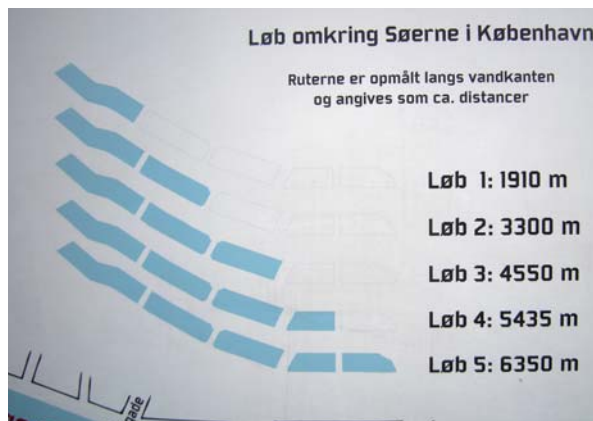 Løb omkring Søerne i København
Ruterne er opmålt langs vandkanten
og angives som ca. distancer
Løb 1: 1910 m
Løb 2: 3300 m
Løb 3: 4550 m
Løb 4: 5435 m
Løb 5: 6350 m